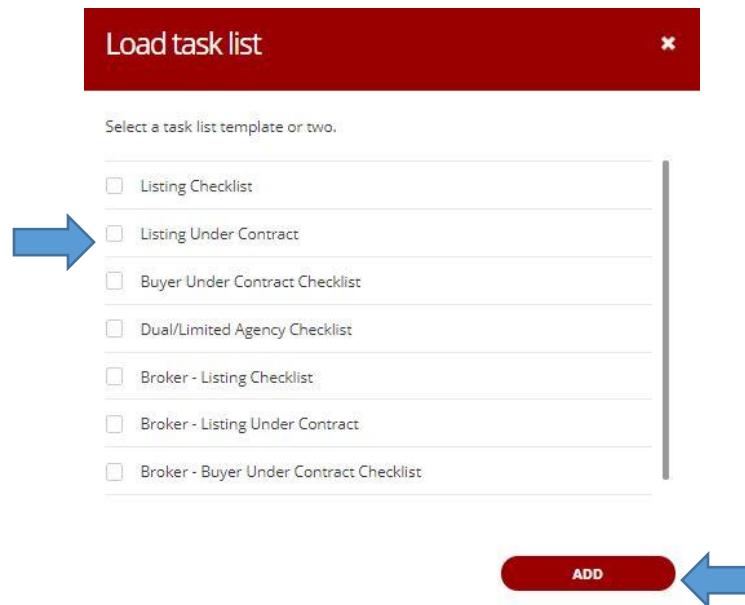 Load task list
Select a task list template or two.
Listing Checklist
Listing Under Contract
Buyer Under Contract Checklist
Dual/Limited Agency Checklist
Broker - Listing Checklist
Broker - Listing Under Contract
Broker - Buyer Under Contract Checklist
ADD